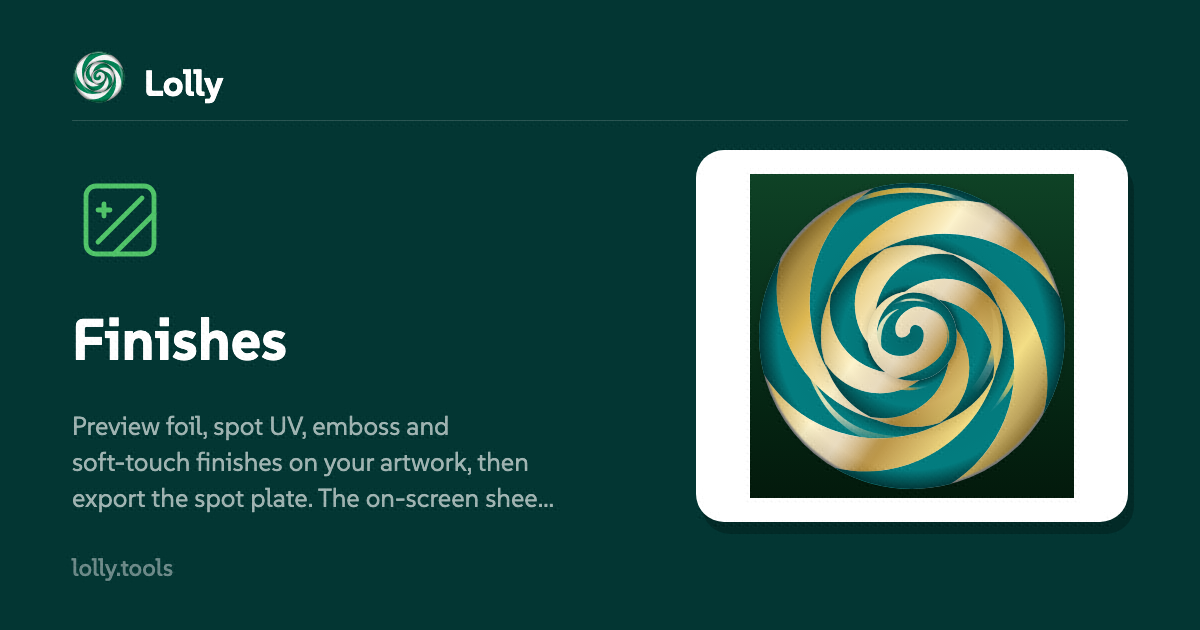 Lolly
Finishes
Preview foil, spot UV, emboss and
soft-touch finishes on your artwork, then
export the spot plate. The on-screen shee...
lolly.tools